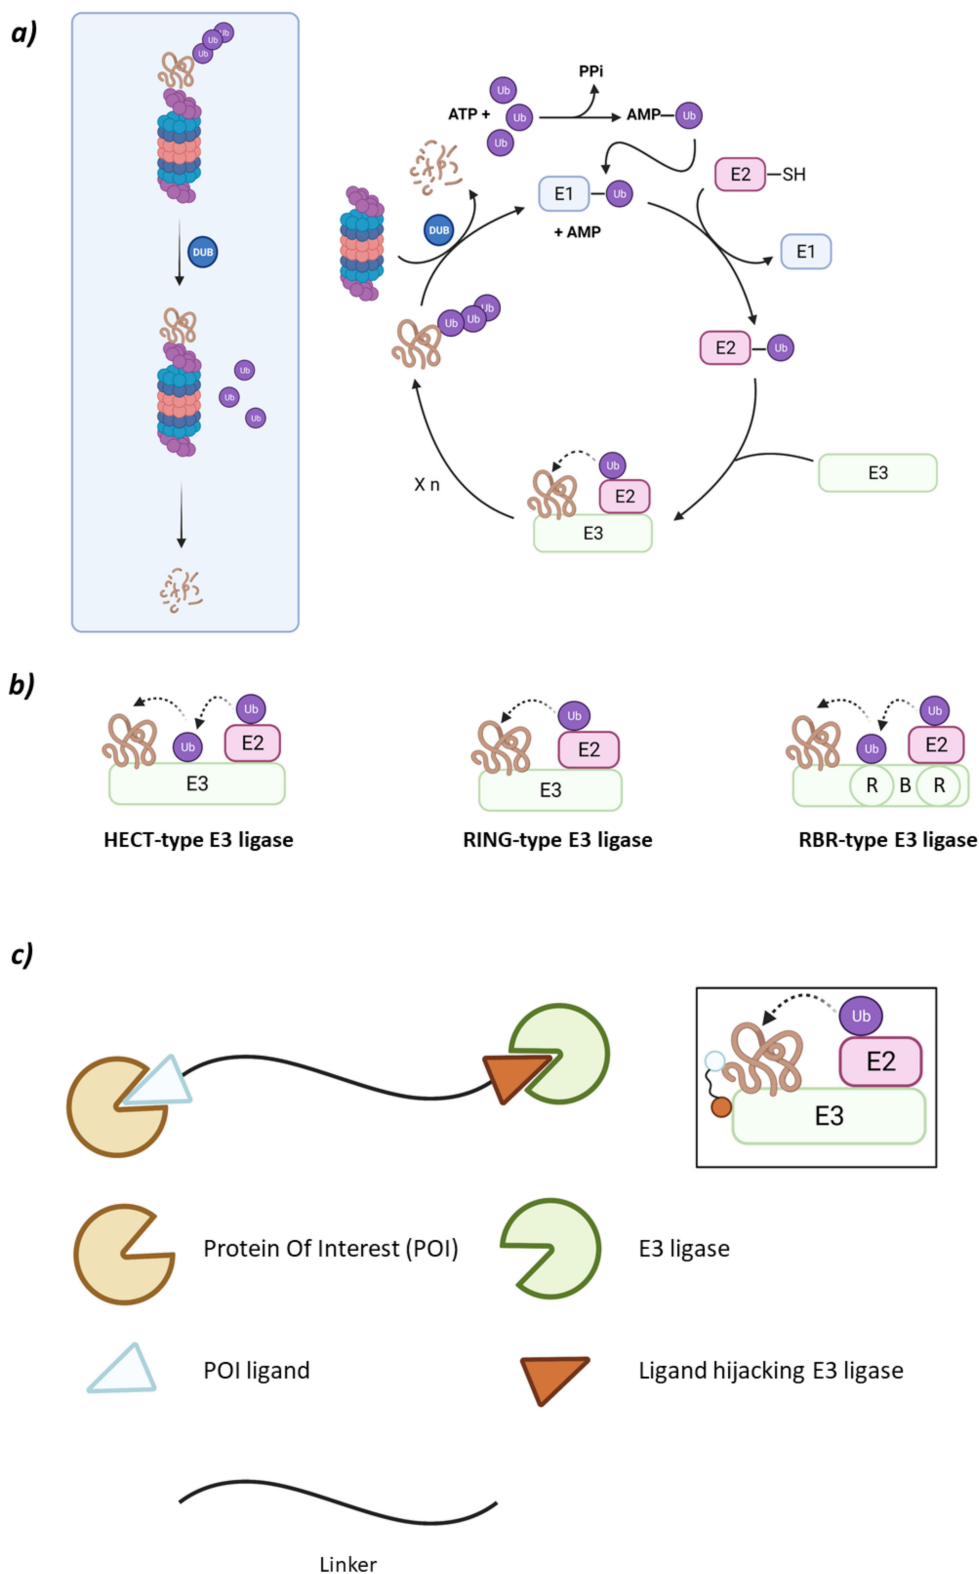 a)
Ub
Ub
Ub
DUB
Ub
Ub
Ub
PPi
Ub
ATP +
Ub
AMP
Ub
Ub
E2
SH
E1
Ub
DUB
+ AMP
E1
Ub
Ub
Ub
E2
Ub
Ub
X n
E2
E3
E3
b)
Ub
Ub
E2
E3
HECT-type E3 ligase
Ub
E2
E3
RING-type E3 ligase
Ub
Ub
E2
R B R
RBR-type E3 ligase
c)
Ub
E2
E3
Protein Of Interest (POI)
E3 ligase
POI ligand
Ligand hijacking E3 ligase
Linker